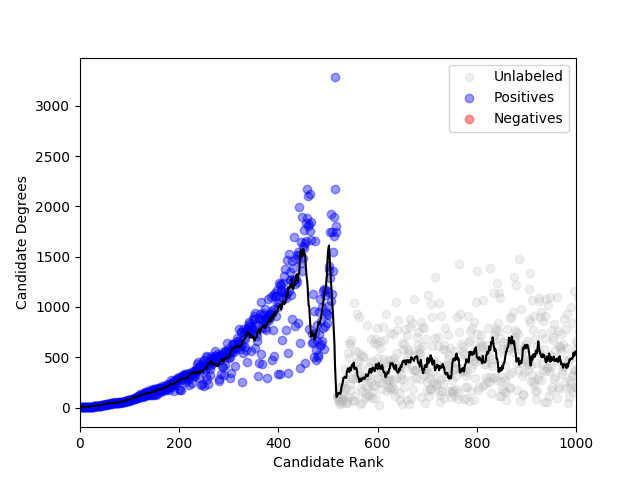 Unlabeled
Positives
Negatives
3000
2500
2000
1500
1000
500
0
Candidate Degrees
0 200 400 600 800 1000
Candidate Rank